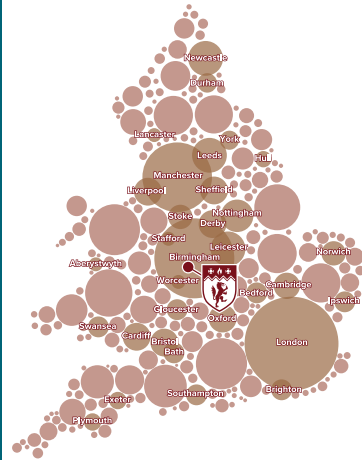 Newcastle
Durham
Lancaster
York
Leeds
Hull
Manchester
Liverpool
Sheffield
Stoke
Nottingham
Derby
Stafford
Leicester
Norwich
Birmingham
Aberystwyth
Worcester
Cambridge
Bedford
Ipswich
Gloucester
Oxford
Swansea
Cardiff
Bristol
London
Bath
Brighton
Southampton
Exeter
Plymouth